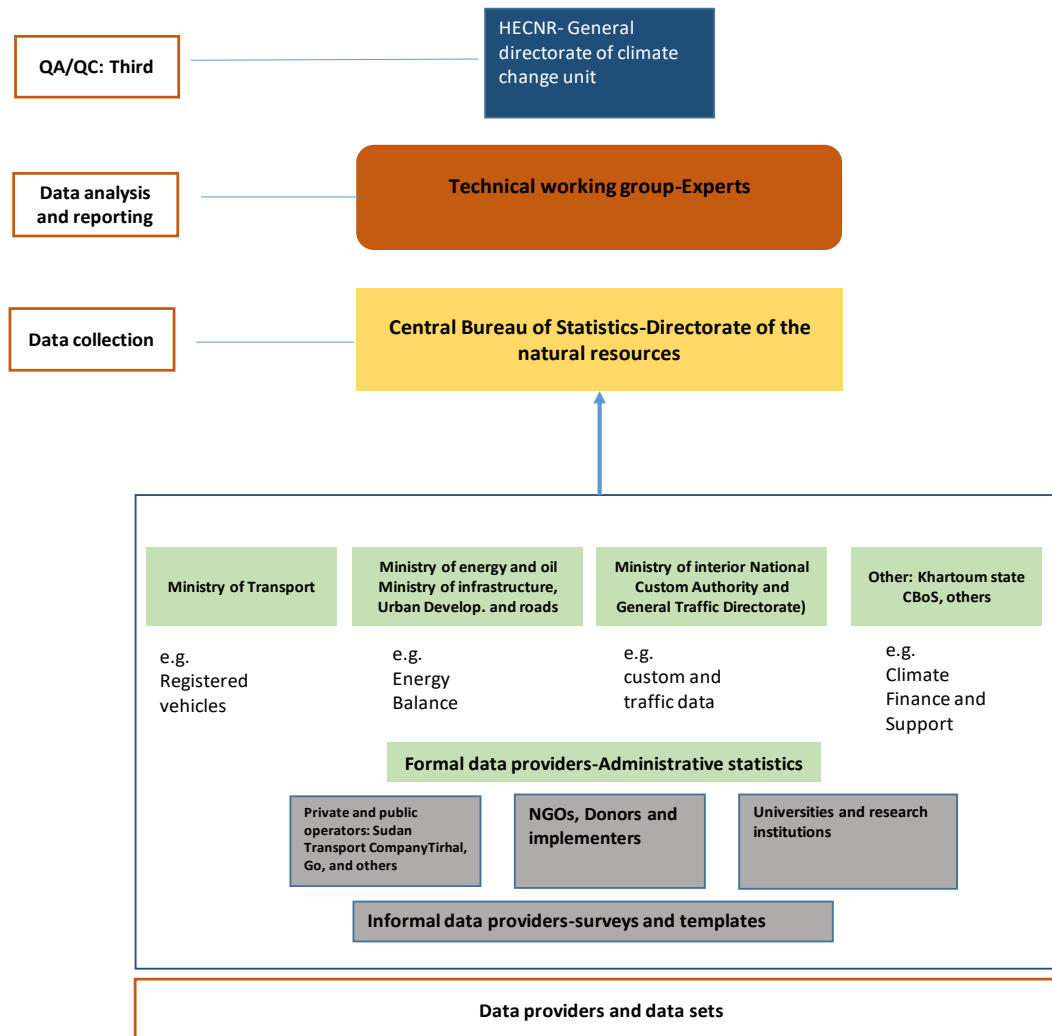 HECNR- General
directorate of climate
change unit
QA/QC: Third
Technical working group-Experts
Data analysis
and reporting
Central Bureau of Statistics-Directorate of the
natural resources
Data collection
Ministry of Transport
Ministry of energy and oil
Ministry of infrastructure,
Urban Develop. and roads
Ministry of interior National
Custom Authority and
General Traffic Directorate)
Other: Khartoum state
CBoS, others
e.g.
Registered
vehicles
e.g.
Energy
Balance
e.g.
custom and
traffic data
e.g.
Climate
Finance and
Support
Formal data providers-Administrative statistics
Private and public
operators: Sudan
Transport CompanyTirhal,
Go, and others
NGOs, Donors and
implementers
Universities and research
institutions
Informal data providers-surveys and templates
Data providers and data sets